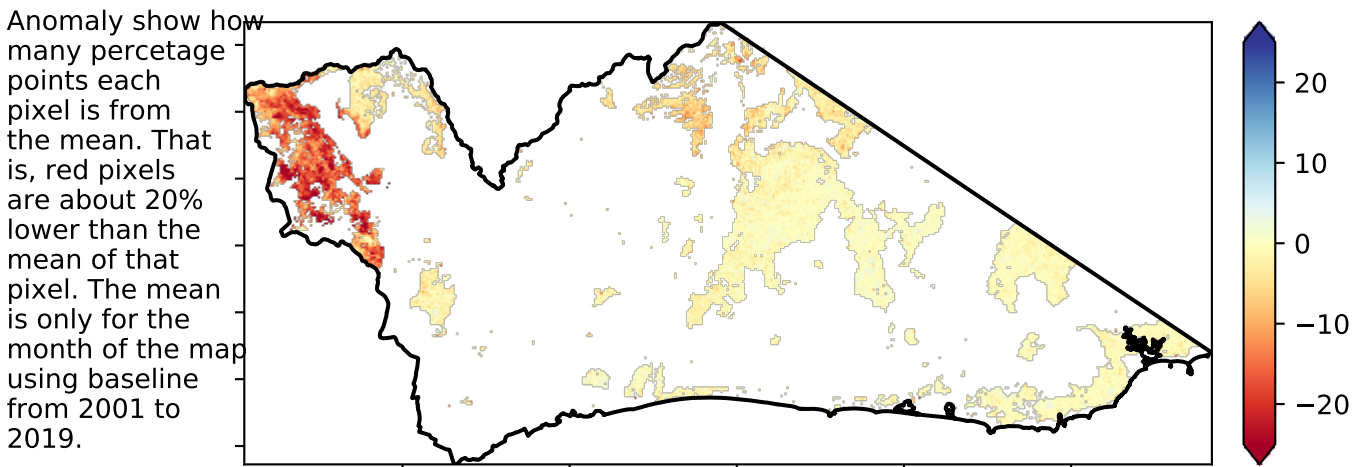 Anomaly show how
many percetage
points each
pixel is from
the mean. That
is, red pixels
are about 20%
lower than the
mean of that
pixel. The mean
is only for the
month of the map
using baseline
from 2001 to
2019.
20
10
0
−10
−20